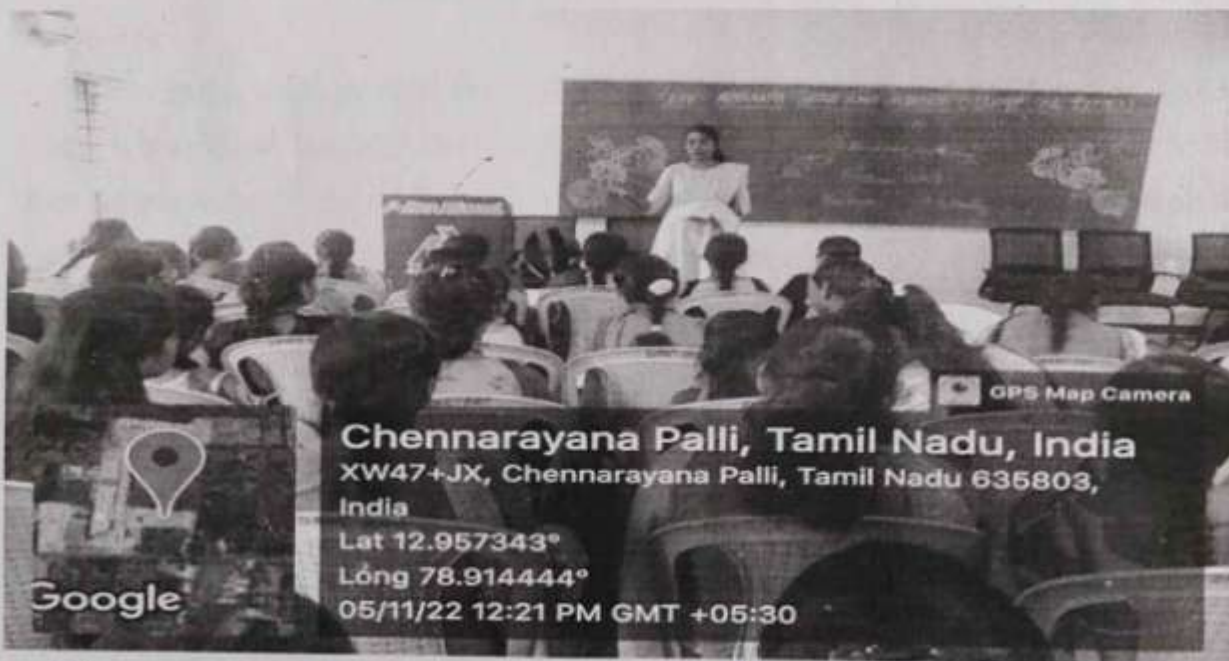 GPS Map Camera
Chennarayana Palli, Tamil Nadu, India
XW47+JX, Chennarayana Palli, Tamil Nadu 635803,
India
Lat 12.957343°
Lóng 78.914444°
05/11/22 12:21 PM GMT +05:30
Google